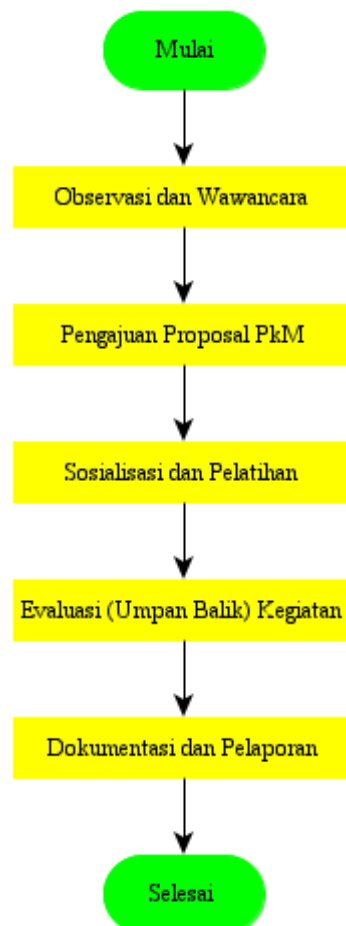 Mulai
Observasi dan Wawancara
Pengajuan Proposal PkM
Sosialisasi dan Pelatihan
Evaluasi (Umpan Balik) Kegiatan
Dokumentasi dan Pelaporan
Selesai